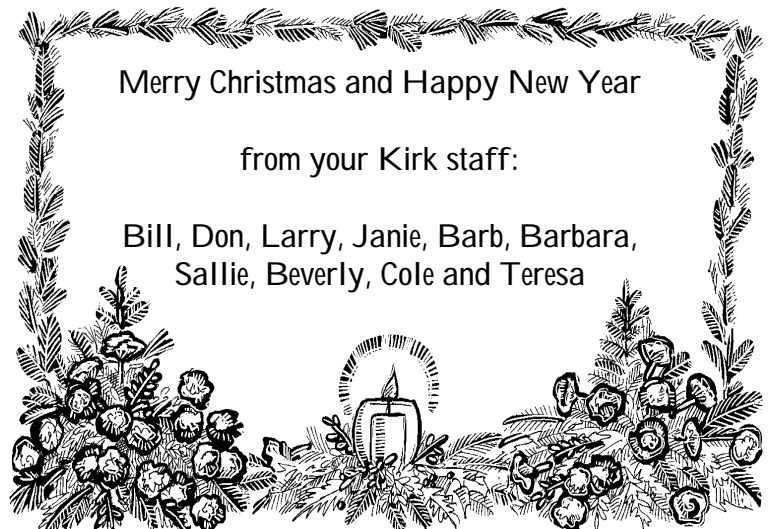 Merry Christmas and Happy New Year
from your Kirk staff:
Bill, Don, Larry, Janie, Barb, Barbara,
Sallie, Beverly, Cole and Teresa